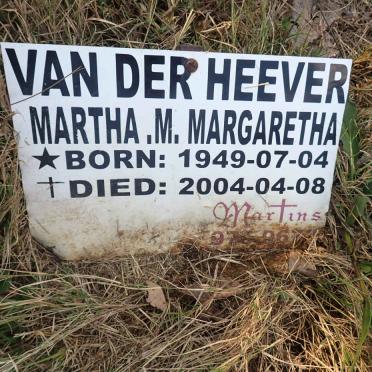 VAN DER HEEVER
MARTHA .M. MARGARETHA
★BORN: 1949-07-04
†DIED: 2004-04-08
Martins